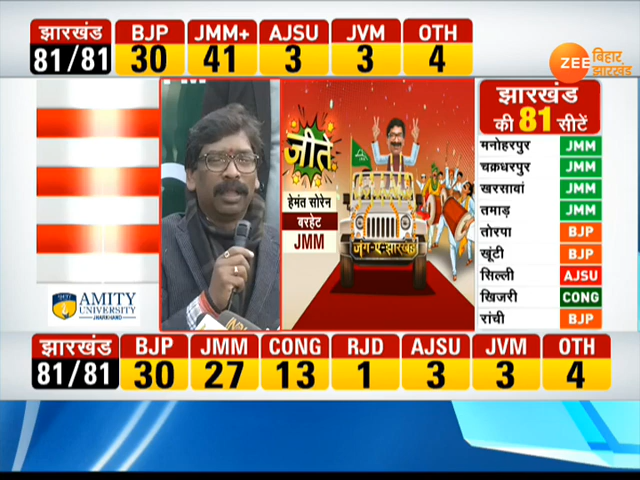 झारखंड BJP JMM+ AJSU JVM OTH
81/81 30 41 3 3 4
ZEE बिहार झारखंड
झारखंड
की 81 सीटें
मनोहरपुर JMM
चक्रधरपुर JMM
खरसावां JMM
तमाड़ JMM
तोरपा BJP
खूंटी BJP
सिल्ली AJSU
खिजरी CONG
रांची BJP
जीते
हेमंत सोरेन
बरहेट
JMM
जंग-ए-झारखंड
AMITY
UNIVERSITY
JHARKHAND
झारखंड BJP JMM CONG RJD AJSU JVM OTH
81/81 30 27 13 1 3 3 4